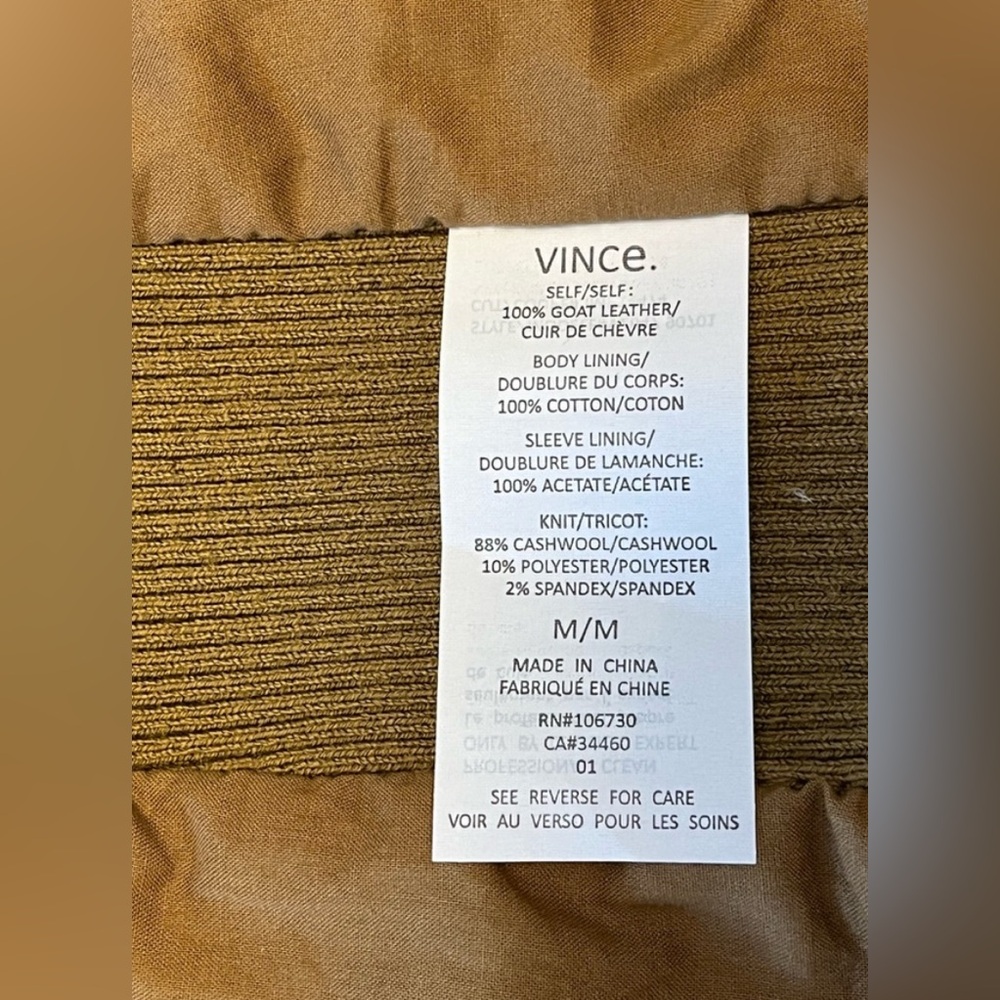 VINCe.
SELF/SELF:
100% GOAT LEATHER/
CUIR DE CHÈVRE
BODY LINING/
DOUBLURE DU CORPS:
100% COTTON/COTON
SLEEVE LINING/
DOUBLURE DE LAMANCHE:
100% ACETATE/ACÉTATE
KNIT/TRICOT:
88% CASHWOOL/CASHWOOL
10% POLYESTER/POLYESTER
2% SPANDEX/SPANDEX
M/M
MADE IN CHINA
FABRIQUÉ EN CHINE
RN#106730
CA#34460
01
SEE REVERSE FOR CARE
VOIR AU VERSO POUR LES SOINS